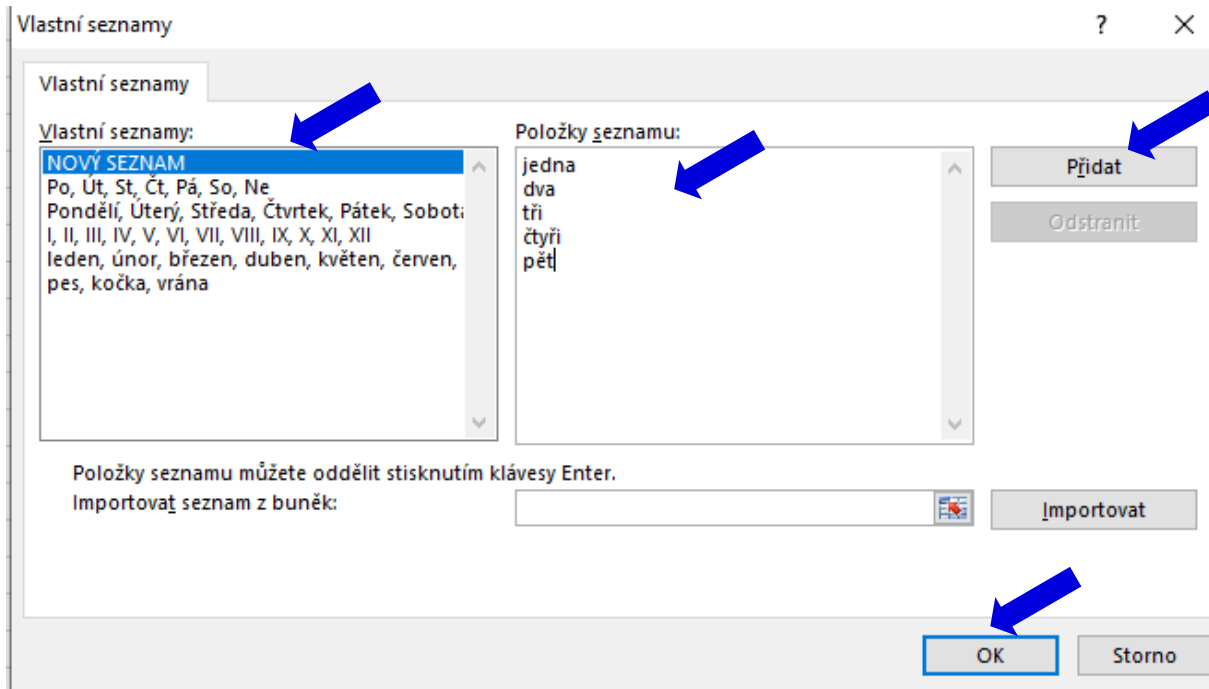 Vlastní seznamy
?
Vlastní seznamy
Vlastní seznamy:
NOVÝ SEZNAM
Po, Út, St, Čt, Pá, So, Ne
Pondělí, Úterý, Středa, Čtvrtek, Pátek, Sobota
I, II, III, IV, V, VI, VII, VIII, IX, X, XI, XII
leden, únor, březen, duben, květen, červen,
pes, kočka, vrána
Položky seznamu:
jedna
dva
tři
čtyři
pět
Přidat
Odstranit
Položky seznamu můžete oddělit stisknutím klávesy Enter.
Importovat seznam z buněk:
Importovat
OK
Storno